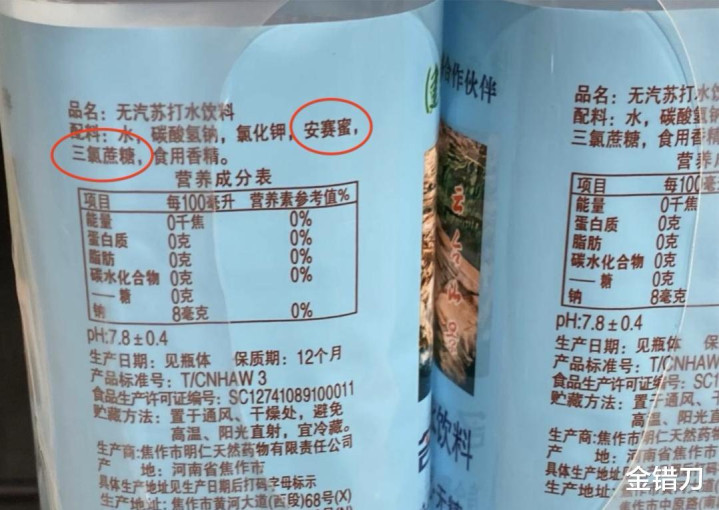 品名：无汽苏打水饮料
配料：水，碳酸氢钠，氯化钾，安赛蜜，
三氯蔗糖，食用香精。
营养成分表
项目 每100毫升 营养素参考值%
能量 0千焦 0%
蛋白质 0克 0%
脂肪 0克 0%
碳水化合物 0克 0%
——糖 0克
钠 8毫克 0%
pH:7.8±0.4
生产日期：见瓶体 保质期：12个月
产品标准号：T/CNHAW 3
食品生产许可证编号：SC12741089100011
贮藏方法：置于通风、干燥处，避免
高温、阳光直射，宜冷藏。
生产商:焦作市明仁天然药物有限责任公司
产 地：河南省焦作市
具体生产地址见生产日期后打码字母标示
生产地址：焦作市黄河大道(西段)68号(X)
合作伙伴
云台山号
饮料
品名：无汽苏打水
配料：水，碳酸氢钠
三氯蔗糖，食用香
营养
项目 每100
能量 0千焦
蛋白质 0克
脂肪 0克
碳水化合物 0克
——糖 0克
钠 8毫克
pH:7.8±0.4
生产日期：见瓶体
产品标准号：T/CN
食品生产许可证编号：SC
贮藏方法：置于通
高温、阳
生产商:焦作市明仁天
产 地：河南省焦
具体生产地址
生产地址：焦作市
焦作市中原路(南
金错刀